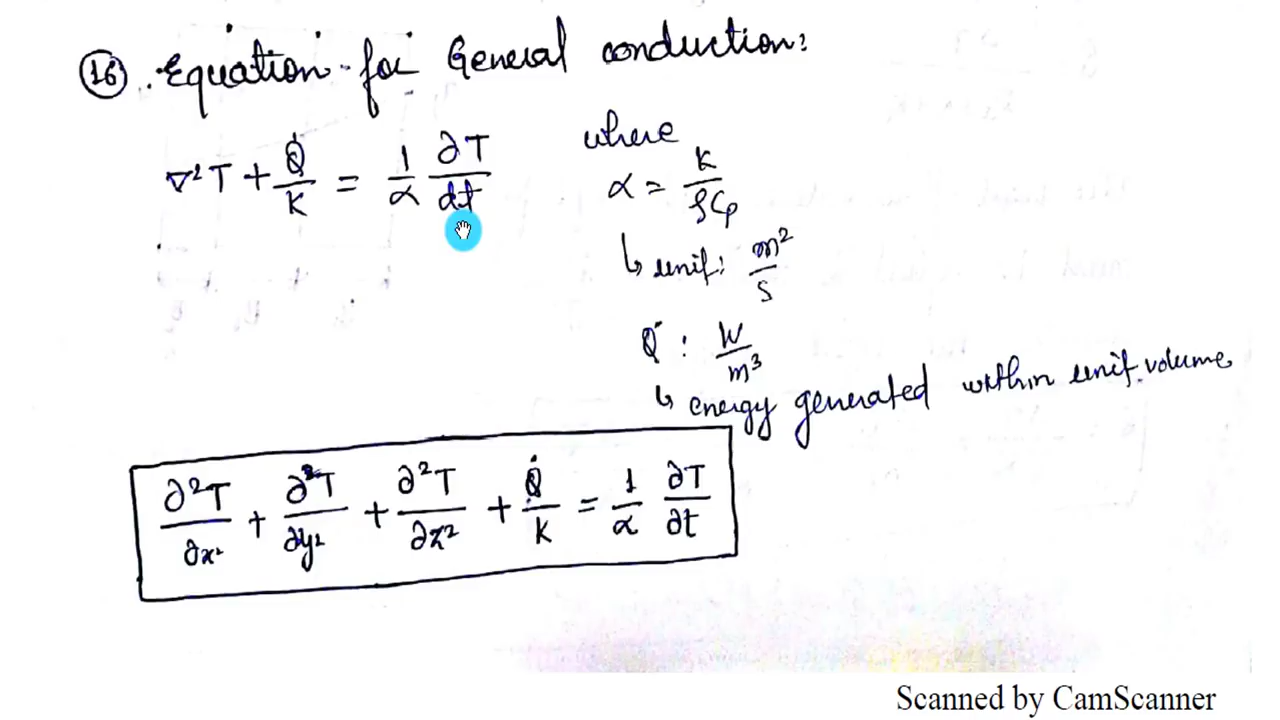 (16). Equation for General conduction:
∇²T + Q̇/K = 1/α ∂T/dt
where
α = K/ρCp
↳ unit: m²/s
Q̇ : W/m³
↳ energy generated within unit volume
∂²T/∂x² + ∂²T/∂y² + ∂²T/∂z² + Q̇/K = 1/α ∂T/∂t
Scanned by CamScanner